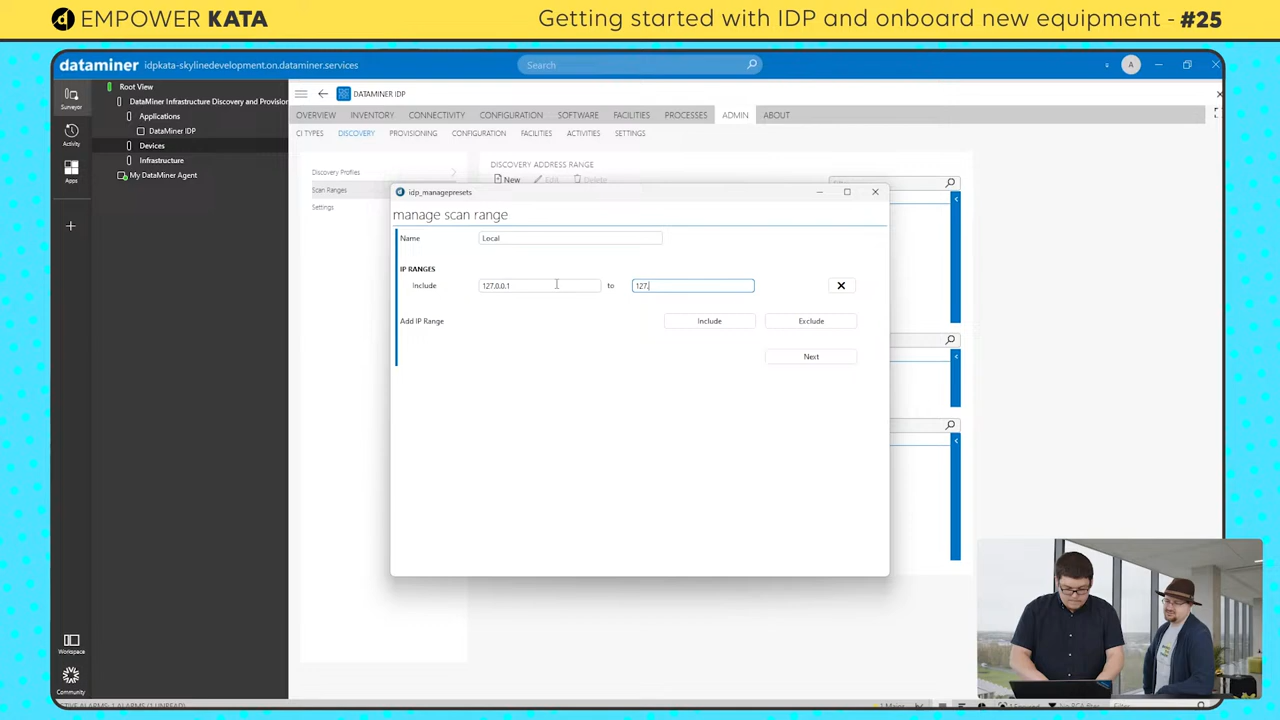 EMPOWER KATA
Getting started with IDP and onboard new equipment - #25
dataminer idpkata-skylinedevelopment.on.dataminer.services
Search
A
Surveyor
Activity
Apps
Workspace
Community
Root View
DataMiner Infrastructure Discovery and Provision
Applications
DataMiner IDP
Devices
Infrastructure
My DataMiner Agent
DATAMINER IDP
OVERVIEW INVENTORY CONNECTIVITY CONFIGURATION SOFTWARE FACILITIES PROCESSES ADMIN ABOUT
CI TYPES DISCOVERY PROVISIONING CONFIGURATION FACILITIES ACTIVITIES SETTINGS
Discovery Profiles
Scan Ranges
Settings
DISCOVERY ADDRESS RANGE
New Edit Delete
idp_managepresets
manage scan range
Name Local
IP RANGES
Include 127.0.0.1 to 127.
Add IP Range Include Exclude
Next